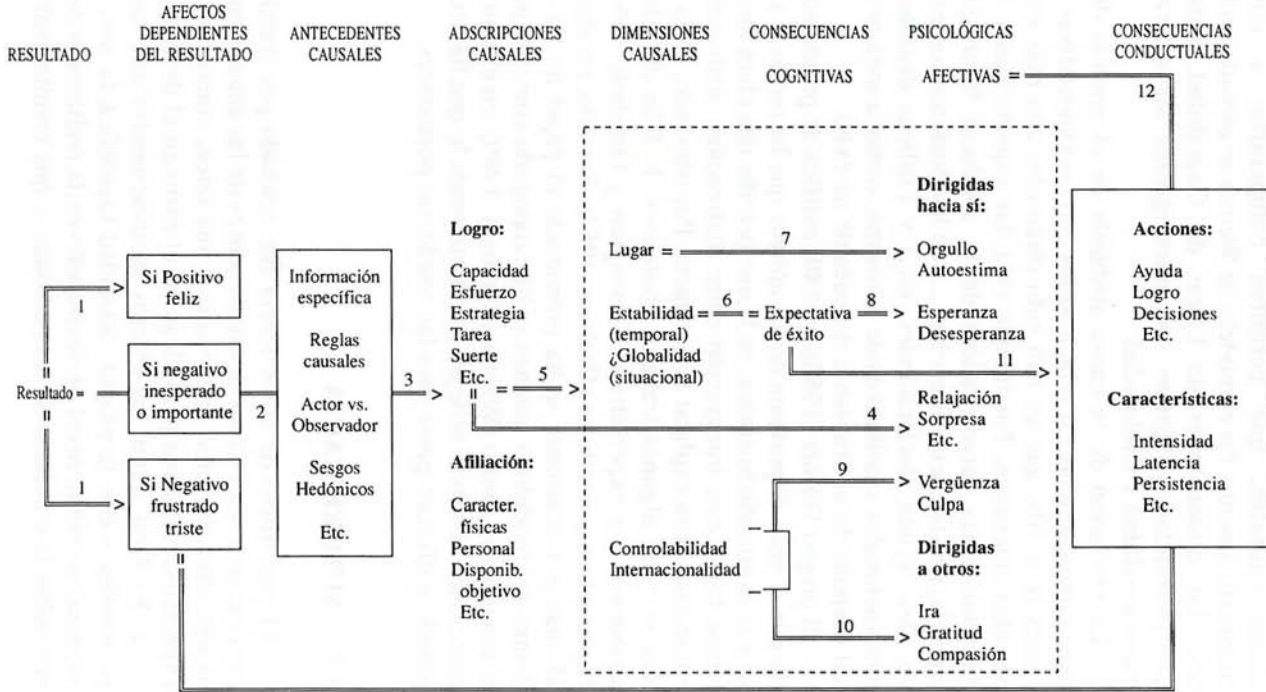 RESULTADO
AFECTOS
DEPENDIENTES
DEL RESULTADO
ANTECEDENTES
CAUSALES
ADSCRIPCIONES
CAUSALES
DIMENSIONES
CAUSALES
CONSECUENCIAS
COGNITIVAS
PSICOLÓGICAS
AFECTIVAS
CONSECUENCIAS
CONDUCTUALES
12
Resultado
1
1
Si Positivo
feliz
Si negativo
inesperado
o importante
Si Negativo
frustrado
triste
2
Información
específica
Reglas
causales
Actor vs.
Observador
Sesgos
Hedónicos
Etc.
3
Logro:
Capacidad
Esfuerzo
Estrategia
Tarea
Suerte
Etc.
Afiliación:
Caracter.
físicas
Personal
Disponib.
objetivo
Etc.
5
4
Lugar
7
Estabilidad
(temporal)
¿Globalidad
(situacional)
6
Expectativa
de éxito
8
11
Controlabilidad
Internacionalidad
9
10
Dirigidas
hacia sí:
Orgullo
Autoestima
Esperanza
Desesperanza
Relajación
Sorpresa
Etc.
Vergüenza
Culpa
Dirigidas
a otros:
Ira
Gratitud
Compasión
Acciones:
Ayuda
Logro
Decisiones
Etc.
Características:
Intensidad
Latencia
Persistencia
Etc.